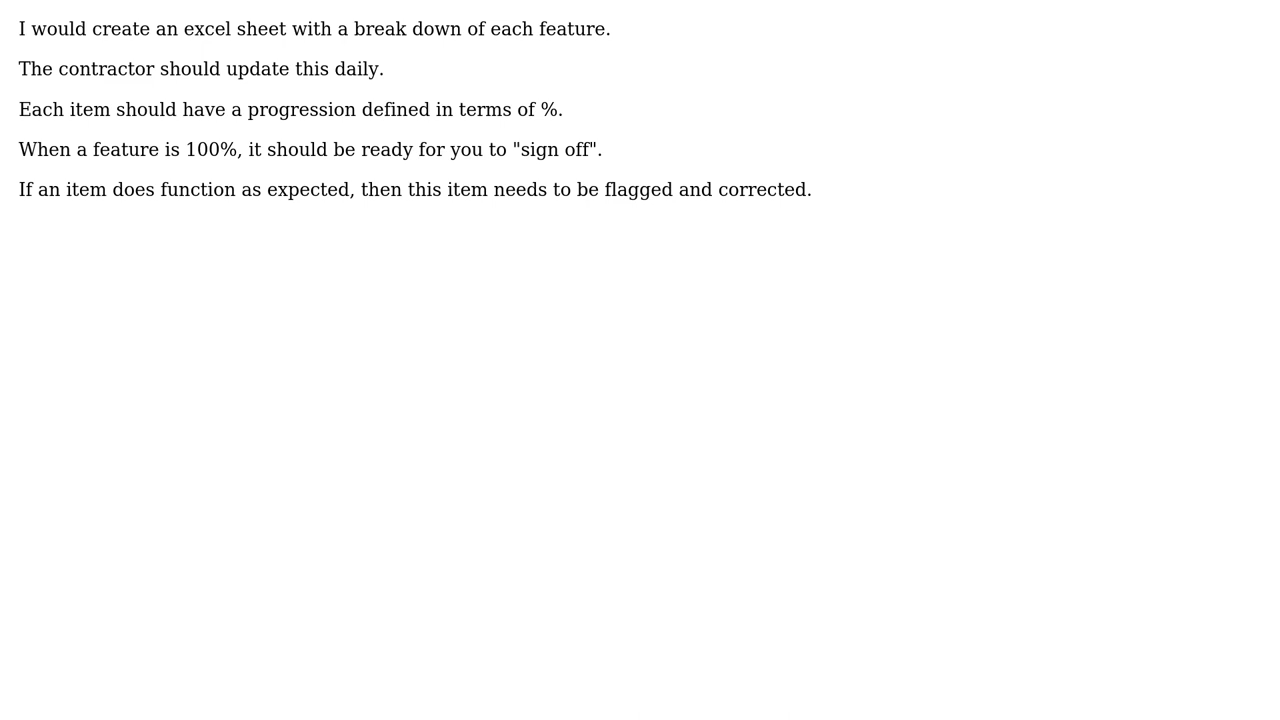 I would create an excel sheet with a break down of each feature.
The contractor should update this daily.
Each item should have a progression defined in terms of %.
When a feature is 100%, it should be ready for you to "sign off".
If an item does function as expected, then this item needs to be flagged and corrected.